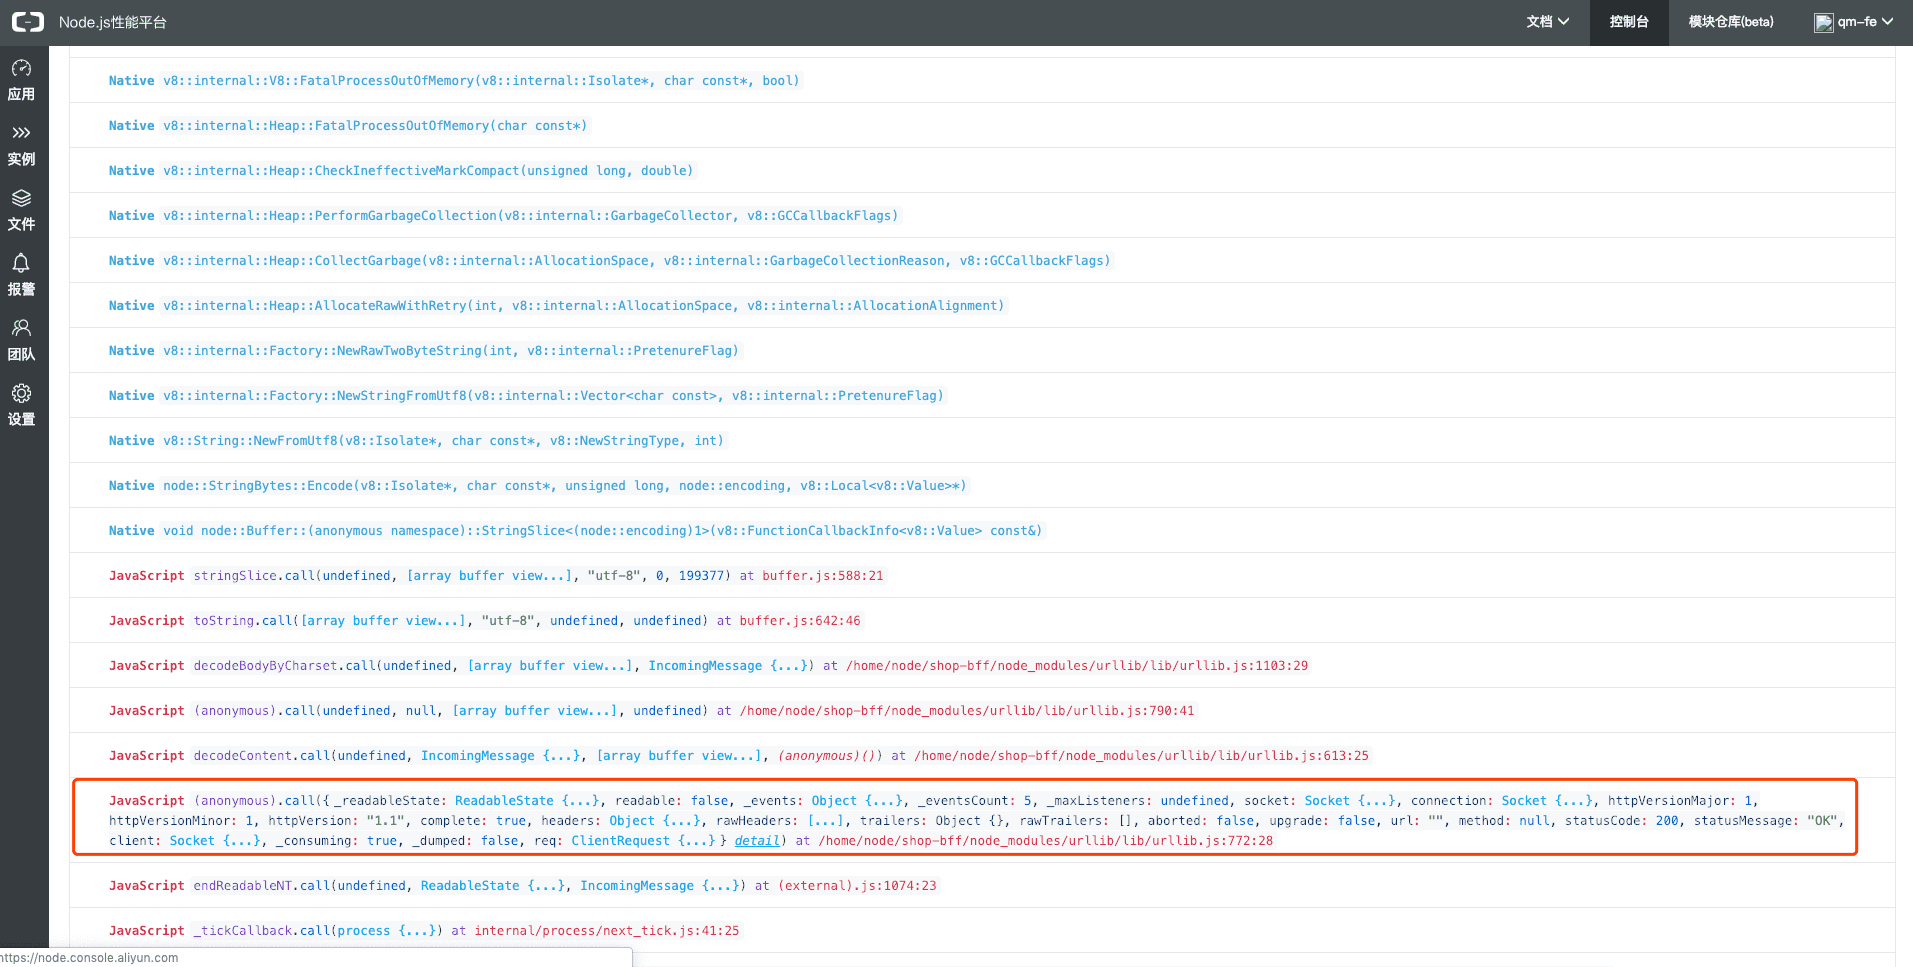 Node.js性能平台
文档
控制台
模块仓库(beta)
qm-fe
应用
实例
文件
报警
团队
设置
Native v8::internal::V8::FatalProcessOutOfMemory(v8::internal::Isolate*, char const*, bool)
Native v8::internal::Heap::FatalProcessOutOfMemory(char const*)
Native v8::internal::Heap::CheckIneffectiveMarkCompact(unsigned long, double)
Native v8::internal::Heap::PerformGarbageCollection(v8::internal::GarbageCollector, v8::GCCallbackFlags)
Native v8::internal::Heap::CollectGarbage(v8::internal::AllocationSpace, v8::internal::GarbageCollectionReason, v8::GCCallbackFlags)
Native v8::internal::Heap::AllocateRawWithRetry(int, v8::internal::AllocationSpace, v8::internal::AllocationAlignment)
Native v8::internal::Factory::NewRawTwoByteString(int, v8::internal::PretenureFlag)
Native v8::internal::Factory::NewStringFromUtf8(v8::internal::Vector<char const>, v8::internal::PretenureFlag)
Native v8::String::NewFromUtf8(v8::Isolate*, char const*, v8::NewStringType, int)
Native node::StringBytes::Encode(v8::Isolate*, char const*, unsigned long, node::encoding, v8::Local<v8::Value>*)
Native void node::Buffer::(anonymous namespace)::StringSlice<(node::encoding)1>(v8::FunctionCallbackInfo<v8::Value> const&)
JavaScript stringSlice.call(undefined, [array buffer view...], "utf-8", 0, 199377) at buffer.js:588:21
JavaScript toString.call([array buffer view...], "utf-8", undefined, undefined) at buffer.js:642:46
JavaScript decodeBodyByCharset.call(undefined, [array buffer view...], IncomingMessage {...}) at /home/node/shop-bff/node_modules/urllib/lib/urllib.js:1103:29
JavaScript (anonymous).call(undefined, null, [array buffer view...], undefined) at /home/node/shop-bff/node_modules/urllib/lib/urllib.js:790:41
JavaScript decodeContent.call(undefined, IncomingMessage {...}, [array buffer view...], (anonymous)()) at /home/node/shop-bff/node_modules/urllib/lib/urllib.js:613:25
JavaScript (anonymous).call({ _readableState: ReadableState {...}, readable: false, _events: Object {...}, _eventsCount: 5, _maxListeners: undefined, socket: Socket {...}, connection: Socket {...}, httpVersionMajor: 1,
httpVersionMinor: 1, httpVersion: "1.1", complete: true, headers: Object {...}, rawHeaders: [...], trailers: Object {}, rawTrailers: [], aborted: false, upgrade: false, url: "", method: null, statusCode: 200, statusMessage: "OK",
client: Socket {...}, _consuming: true, _dumped: false, req: ClientRequest {...} } detail) at /home/node/shop-bff/node_modules/urllib/lib/urllib.js:772:28
JavaScript endReadableNT.call(undefined, ReadableState {...}, IncomingMessage {...}) at (external).js:1074:23
JavaScript _tickCallback.call(process {...}) at internal/process/next_tick.js:41:25
https://node.console.aliyun.com